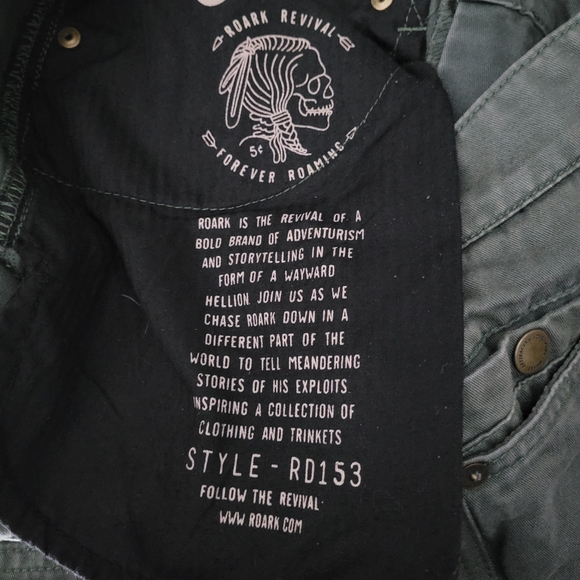 ROARK REVIVAL
5¢
FOREVER ROAMING
ROARK IS THE REVIVAL OF A
BOLD BRAND OF ADVENTURISM
AND STORYTELLING IN THE
FORM OF A WAYWARD
HELLION. JOIN US AS WE
CHASE ROARK DOWN IN A
DIFFERENT PART OF THE
WORLD TO TELL MEANDERING
STORIES OF HIS EXPLOITS
INSPIRING A COLLECTION OF
CLOTHING AND TRINKETS
STYLE - RD153
FOLLOW THE REVIVAL
WWW.ROARK.COM